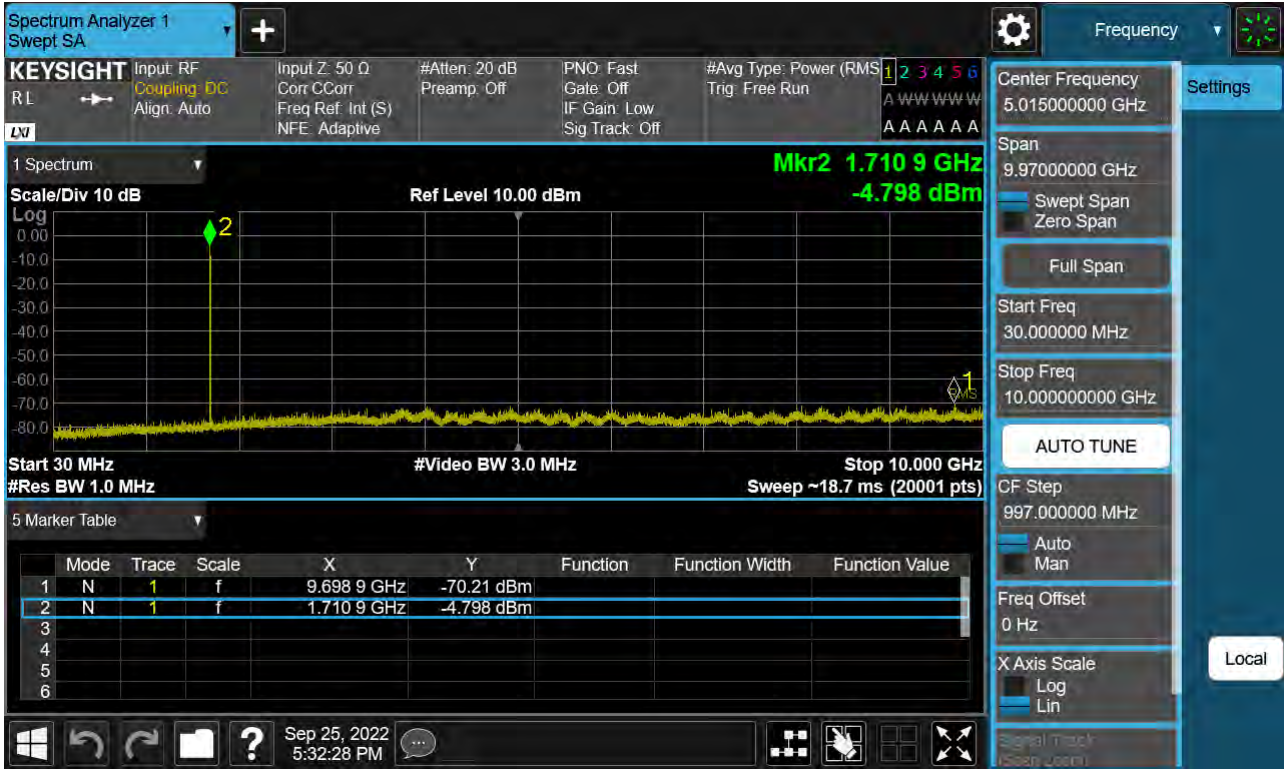 Spectrum Analyzer 1
Swept SA
Frequency
KEYSIGHT
R L
LXI
Input: RF
Coupling: DC
Align: Auto
Input Z: 50 Ω
Corr CCorr
Freq Ref: Int (S)
NFE: Adaptive
#Atten: 20 dB
Preamp: Off
PNO: Fast
Gate: Off
IF Gain: Low
Sig Track: Off
#Avg Type: Power (RMS
Trig: Free Run
1 2 3 4 5 6
A W W W W W
A A A A A A
Center Frequency
5.015000000 GHz
Settings
1 Spectrum
Mkr2 1.710 9 GHz
-4.798 dBm
Scale/Div 10 dB
Ref Level 10.00 dBm
Log
0.00
-10.0
-20.0
-30.0
-40.0
-50.0
-60.0
-70.0
-80.0
2
1
RMS
Start 30 MHz
#Res BW 1.0 MHz
#Video BW 3.0 MHz
Stop 10.000 GHz
Sweep ~18.7 ms (20001 pts)
Span
9.97000000 GHz
Swept Span
Zero Span
Full Span
Start Freq
30.000000 MHz
Stop Freq
10.000000000 GHz
AUTO TUNE
CF Step
997.000000 MHz
Auto
Man
Freq Offset
0 Hz
X Axis Scale
Log
Lin
Signal Track
(Span Zoom)
Local
5 Marker Table
Mode Trace Scale X Y Function Function Width Function Value
1 N 1 f 9.698 9 GHz -70.21 dBm
2 N 1 f 1.710 9 GHz -4.798 dBm
3
4
5
6
?
Sep 25, 2022
5:32:28 PM